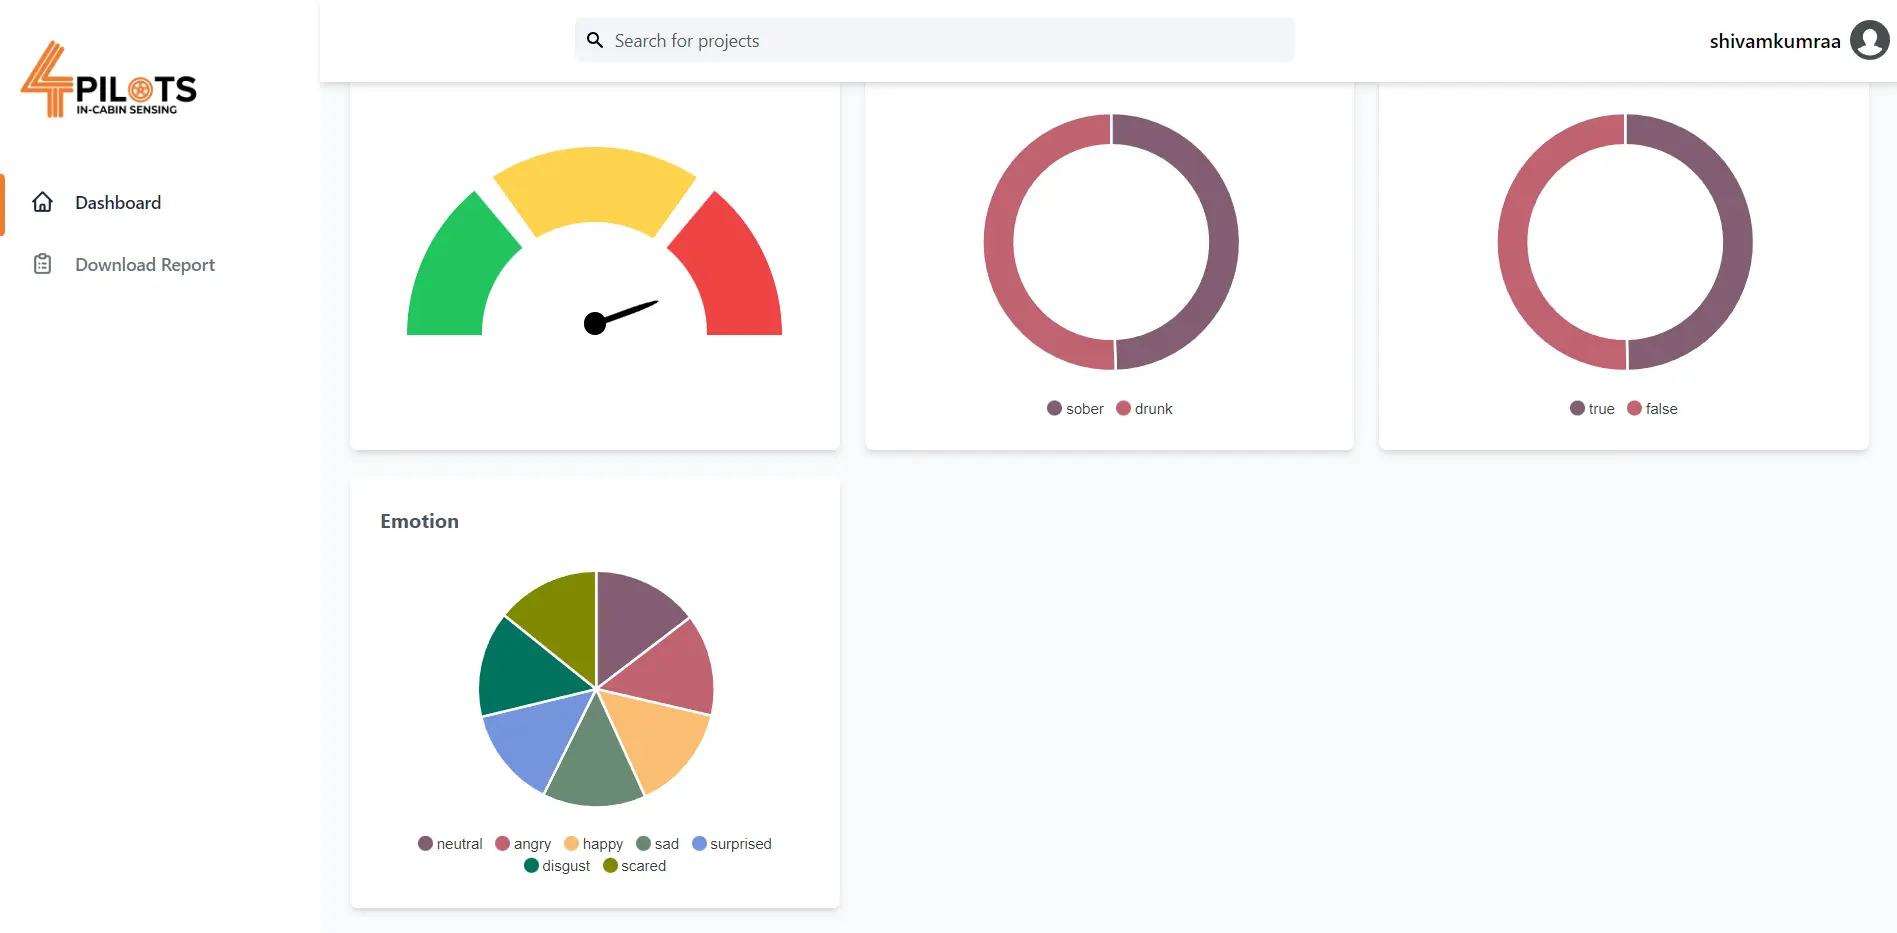 4PILOTS
IN-CABIN SENSING
Search for projects
shivamkumraa
Dashboard
Download Report
sober drunk
true false
Emotion
neutral angry happy sad surprised
disgust scared